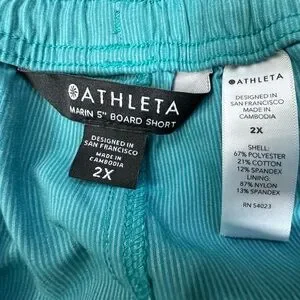 ATHLETA
MARIN 5" BOARD SHORT
DESIGNED IN
SAN FRANCISCO
MADE IN
CAMBODIA
2X
ATHLETA
DESIGNED IN
SAN FRANCISCO
MADE IN
CAMBODIA
2X
SHELL:
67% POLYESTER
21% COTTON
12% SPANDEX
LINING:
87% NYLON
13% SPANDEX
RN 54023